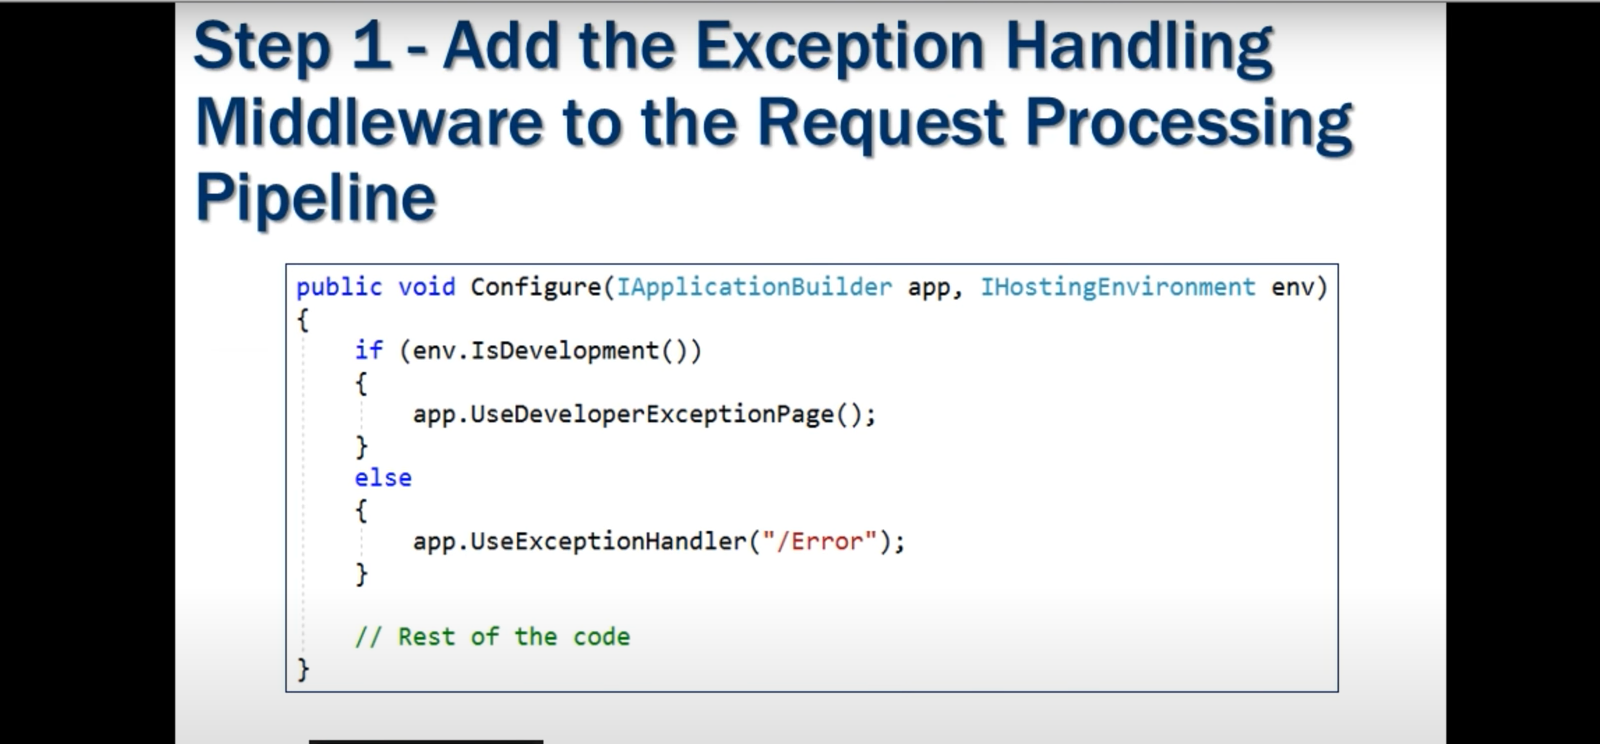 Step 1 - Add the Exception Handling
Middleware to the Request Processing
Pipeline
public void Configure(IApplicationBuilder app, IHostingEnvironment env)
{
    if (env.IsDevelopment())
    {
        app.UseDeveloperExceptionPage();
    }
    else
    {
        app.UseExceptionHandler("/Error");
    }
    // Rest of the code
}